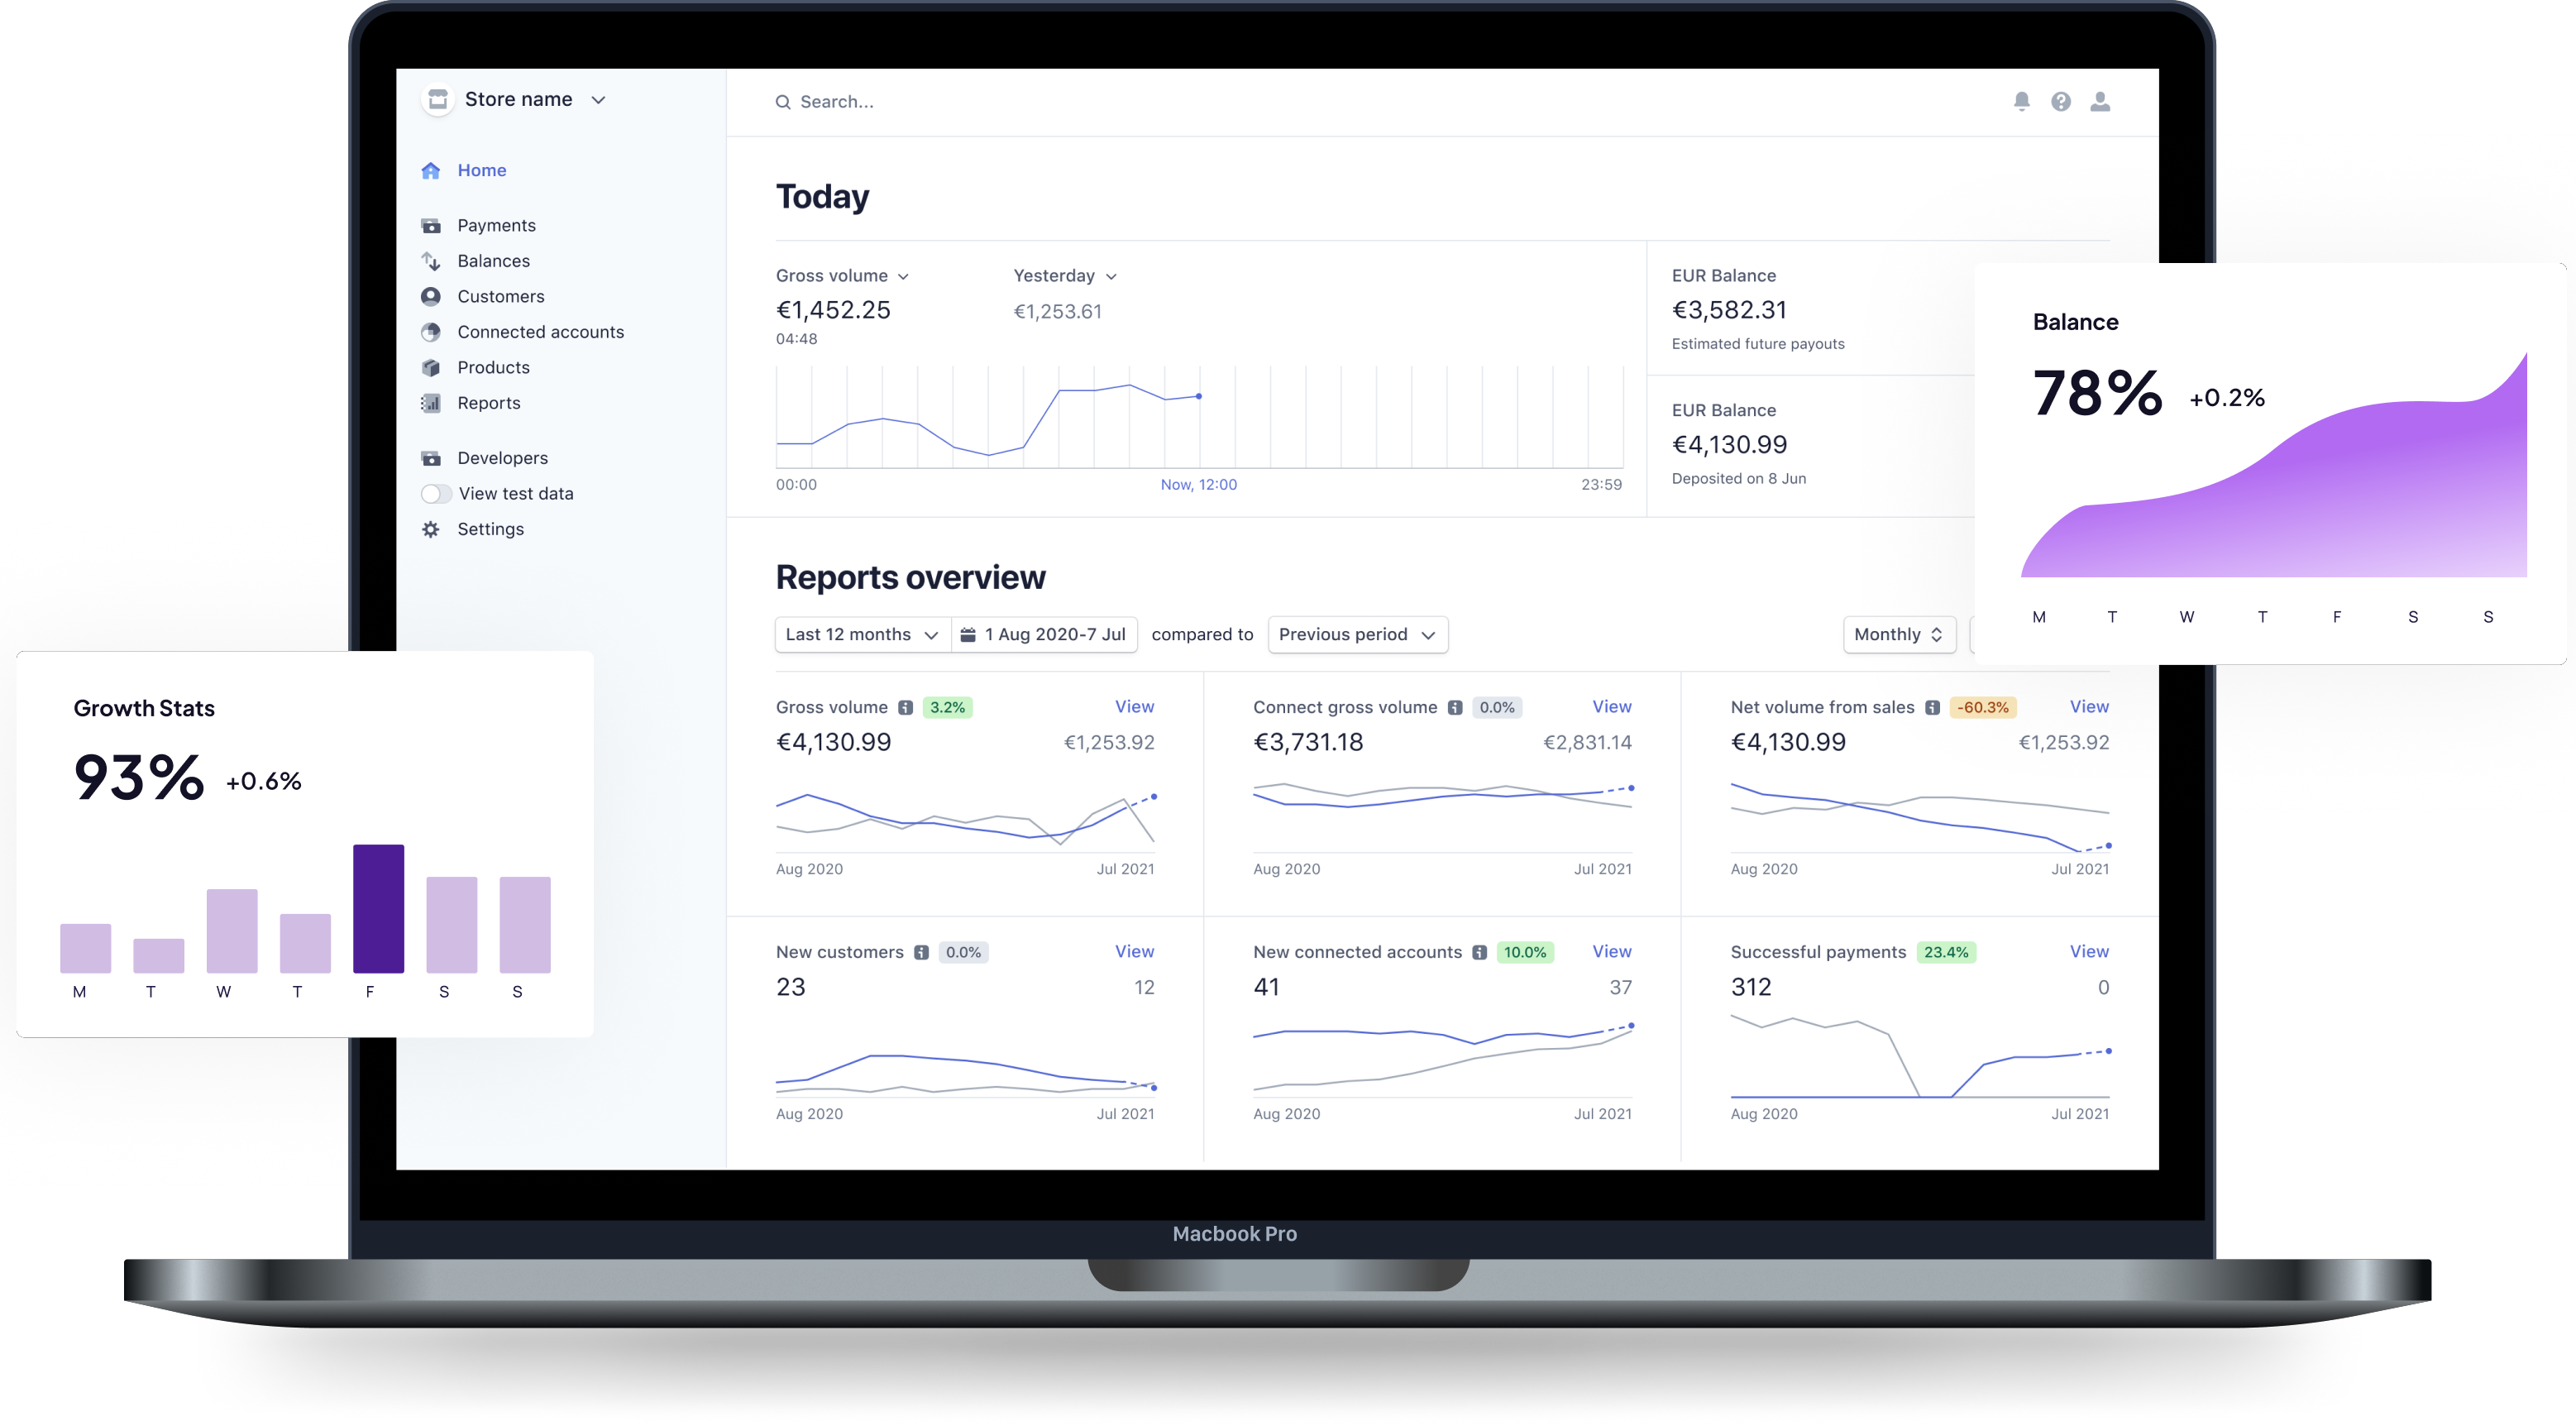 Store name
Search...
Home
Payments
Balances
Customers
Connected accounts
Products
Reports
Developers
View test data
Settings
Today
Gross volume
€1,452.25
04:48
Yesterday
€1,253.61
00:00
Now, 12:00
23:59
EUR Balance
€3,582.31
Estimated future payouts
EUR Balance
€4,130.99
Deposited on 8 Jun
Balance
78% +0.2%
M T W T F S S
Reports overview
Last 12 months 1 Aug 2020-7 Jul compared to Previous period Monthly
Gross volume 3.2% View
€4,130.99 €1,253.92
Aug 2020 Jul 2021
Connect gross volume 0.0% View
€3,731.18 €2,831.14
Aug 2020 Jul 2021
Net volume from sales -60.3% View
€4,130.99 €1,253.92
Aug 2020 Jul 2021
New customers 0.0% View
23 12
Aug 2020 Jul 2021
New connected accounts 10.0% View
41 37
Aug 2020 Jul 2021
Successful payments 23.4% View
312 0
Aug 2020 Jul 2021
Growth Stats
93% +0.6%
M T W T F S S
Macbook Pro